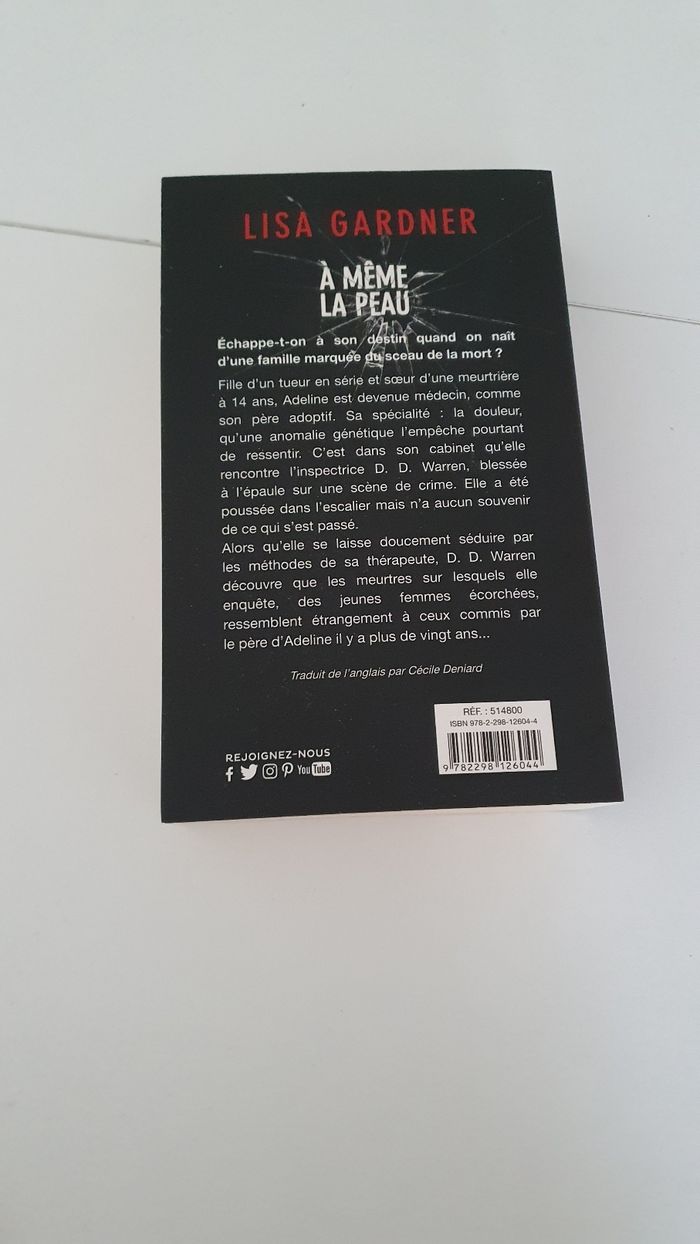 LISA GARDNER
À MÊME
LA PEAU
Échappe-t-on à son destin quand on naît
d'une famille marquée du sceau de la mort ?
Fille d'un tueur en série et sœur d'une meurtrière
à 14 ans, Adeline est devenue médecin, comme
son père adoptif. Sa spécialité : la douleur,
qu'une anomalie génétique l'empêche pourtant
de ressentir. C'est dans son cabinet qu'elle
rencontre l'inspectrice D. D. Warren, blessée
à l'épaule sur une scène de crime. Elle a été
poussée dans l'escalier mais n'a aucun souvenir
de ce qui s'est passé.
Alors qu'elle se laisse doucement séduire par
les méthodes de sa thérapeute, D. D. Warren
découvre que les meurtres sur lesquels elle
enquête, des jeunes femmes écorchées,
ressemblent étrangement à ceux commis par
le père d'Adeline il y a plus de vingt ans...
Traduit de l'anglais par Cécile Deniard
RÉF. : 514800
ISBN 978-2-298-12604-4
9 782298 126044
REJOIGNEZ-NOUS
You Tube